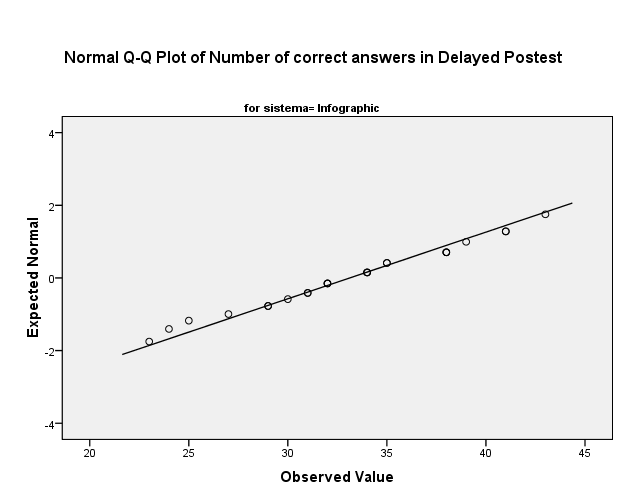 Normal Q-Q Plot of Number of correct answers in Delayed Postest
for sistema= Infographic
Expected Normal
4
2
0
-2
-4
20 25 30 35 40 45
Observed Value